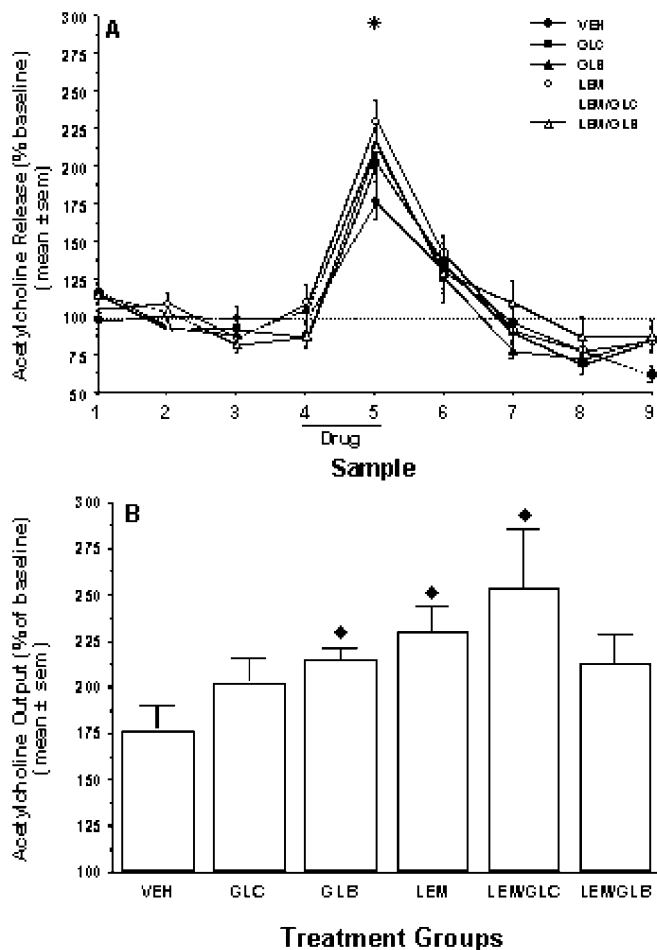 A
*
VEH
GLC
GLB
LEM
LEM/GLC
LEM/GLB
Acetylcholine Release (% baseline)
(mean ± sem)
300
275
250
225
200
175
150
125
100
75
50
1 2 3 4 5 6 7 8 9
Drug
Sample
B
Acetylcholine Output (% of baseline)
(mean ± sem)
300
275
250
225
200
175
150
125
100
VEH GLC GLB LEM LEM/GLC LEM/GLB
Treatment Groups